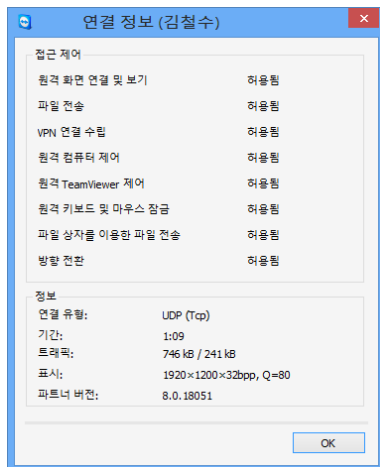 연결 정보 (김철수)
접근 제어
원격 화면 연결 및 보기 허용됨
파일 전송 허용됨
VPN 연결 수립 허용됨
원격 컴퓨터 제어 허용됨
원격 TeamViewer 제어 허용됨
원격 키보드 및 마우스 잠금 허용됨
파일 상자를 이용한 파일 전송 허용됨
방향 전환 허용됨
정보
연결 유형: UDP (Tcp)
기간: 1:09
트래픽: 746 kB / 241 kB
표시: 1920×1200×32bpp, Q=80
파트너 버전: 8.0.18051
OK